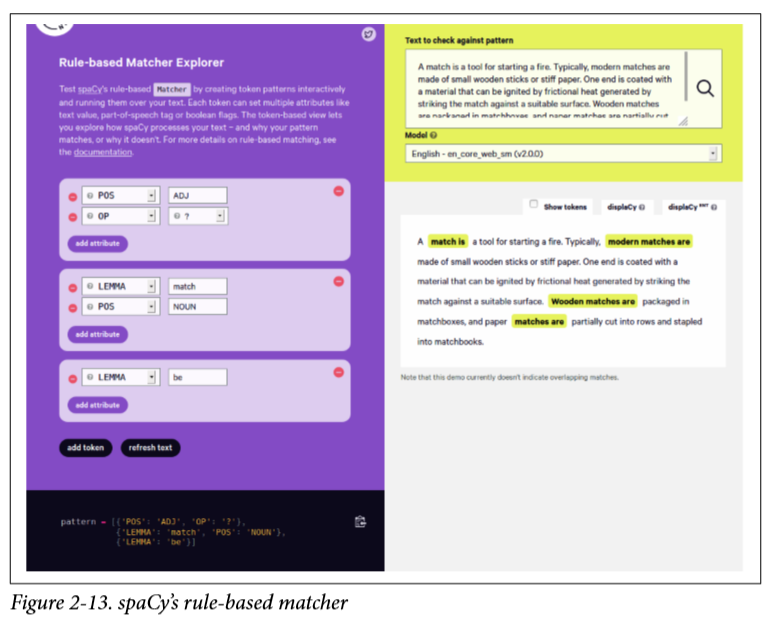 Rule-based Matcher Explorer
Test spaCy's rule-based Matcher by creating token patterns interactively
and running them over your text. Each token can set multiple attributes like
text value, part-of-speech tag or boolean flags. The token-based view lets
you explore how spaCy processes your text – and why your pattern
matches, or why it doesn't. For more details on rule-based matching, see
the documentation.
POS ADJ
OP ?
add attribute
LEMMA match
POS NOUN
add attribute
LEMMA be
add attribute
add token refresh text
pattern = [{'POS': 'ADJ', 'OP': '?'},
{'LEMMA': 'match', 'POS': 'NOUN'},
{'LEMMA': 'be'}]
Text to check against pattern
A match is a tool for starting a fire. Typically, modern matches are
made of small wooden sticks or stiff paper. One end is coated with
a material that can be ignited by frictional heat generated by
striking the match against a suitable surface. Wooden matches
are packaged in matchboxes, and paper matches are partially cut
Model
English - en_core_web_sm (v2.0.0)
Show tokens displaCy displaCy ENT
A match is a tool for starting a fire. Typically, modern matches are
made of small wooden sticks or stiff paper. One end is coated with a
material that can be ignited by frictional heat generated by striking the
match against a suitable surface. Wooden matches are packaged in
matchboxes, and paper matches are partially cut into rows and stapled
into matchbooks.
Note that this demo currently doesn't indicate overlapping matches.
Figure 2-13. spaCy's rule-based matcher